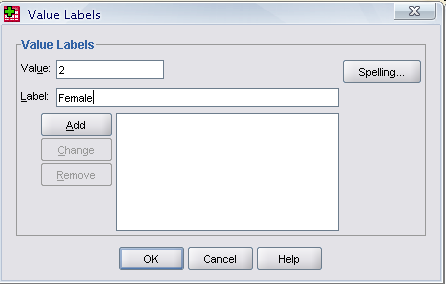 Value Labels
Value Labels
Value: 2
Spelling...
Label: Female
Add
Change
Remove
OK Cancel Help